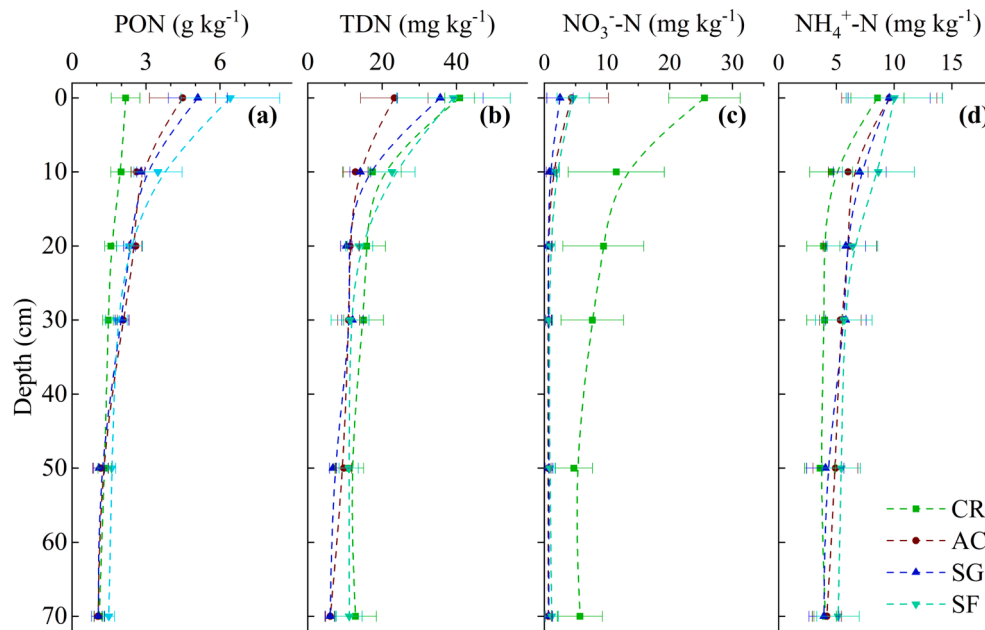 PON (g kg⁻¹) TDN (mg kg⁻¹) NO₃⁻-N (mg kg⁻¹) NH₄⁺-N (mg kg⁻¹)
0 3 6 0 20 40 0 10 20 30 0 5 10 15
0
(a) (b) (c) (d)
10
20
30
Depth (cm)
40
50
CR
60
AC
SG
SF
70